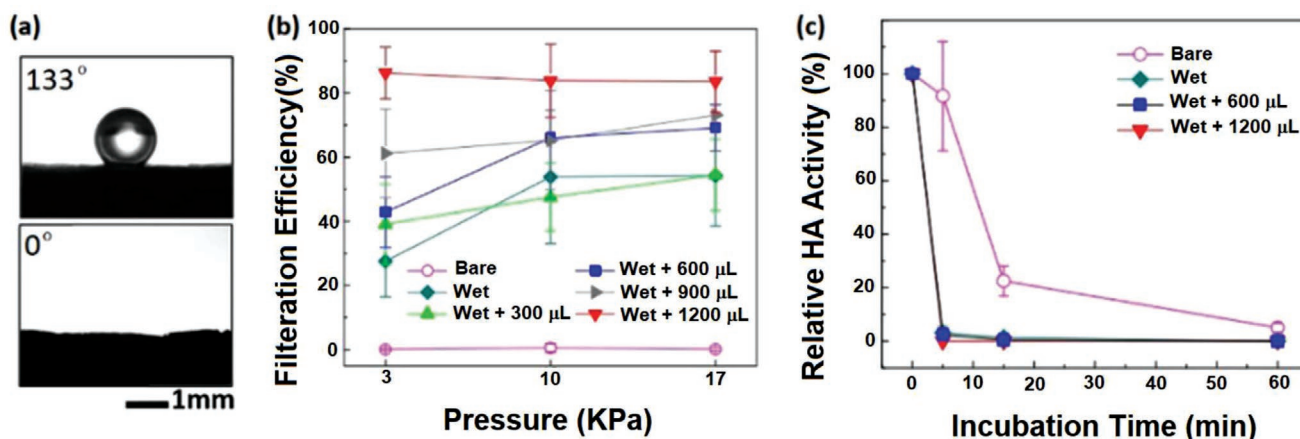 (a)
133°
0°
1mm
(b)
Filteration Efficiency(%)
100
80
60
40
20
0
Bare
Wet
Wet + 300 µL
Wet + 600 µL
Wet + 900 µL
Wet + 1200 µL
3
10
17
Pressure (KPa)
(c)
Relative HA Activity (%)
100
80
60
40
20
0
Bare
Wet
Wet + 600 µL
Wet + 1200 µL
0
10
20
30
40
50
60
Incubation Time (min)